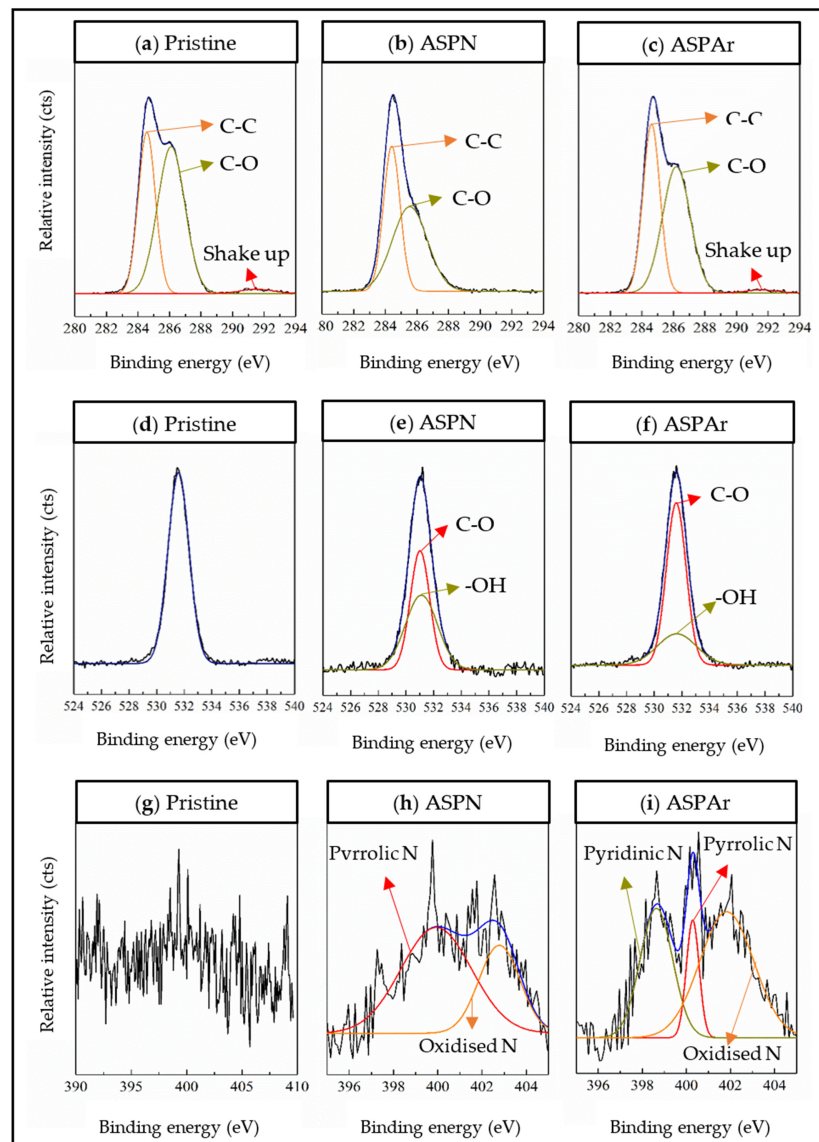 (a) Pristine
(b) ASPN
(c) ASPAr
Relative intensity (cts)
C-C
C-O
Shake up
C-C
C-O
C-C
C-O
Shake up
280 282 284 286 288 290 292 294
80 282 284 286 288 290 292 294
280 282 284 286 288 290 292 294
Binding energy (eV)
Binding energy (eV)
Binding energy (eV)
(d) Pristine
(e) ASPN
(f) ASPAr
Relative intensity (cts)
C-O
-OH
C-O
-OH
524 526 528 530 532 534 536 538 540
524 526 528 530 532 534 536 538 540
524 526 528 530 532 534 536 538 540
Binding energy (eV)
Binding energy (eV)
Binding energy (eV)
(g) Pristine
(h) ASPN
(i) ASPAr
Relative intensity (cts)
Pvrrolic N
Oxidised N
Pyridinic N
Pyrrolic N
Oxidised N
390 395 400 405 410
396 398 400 402 404
396 398 400 402 404
Binding energy (eV)
Binding energy (eV)
Binding energy (eV)